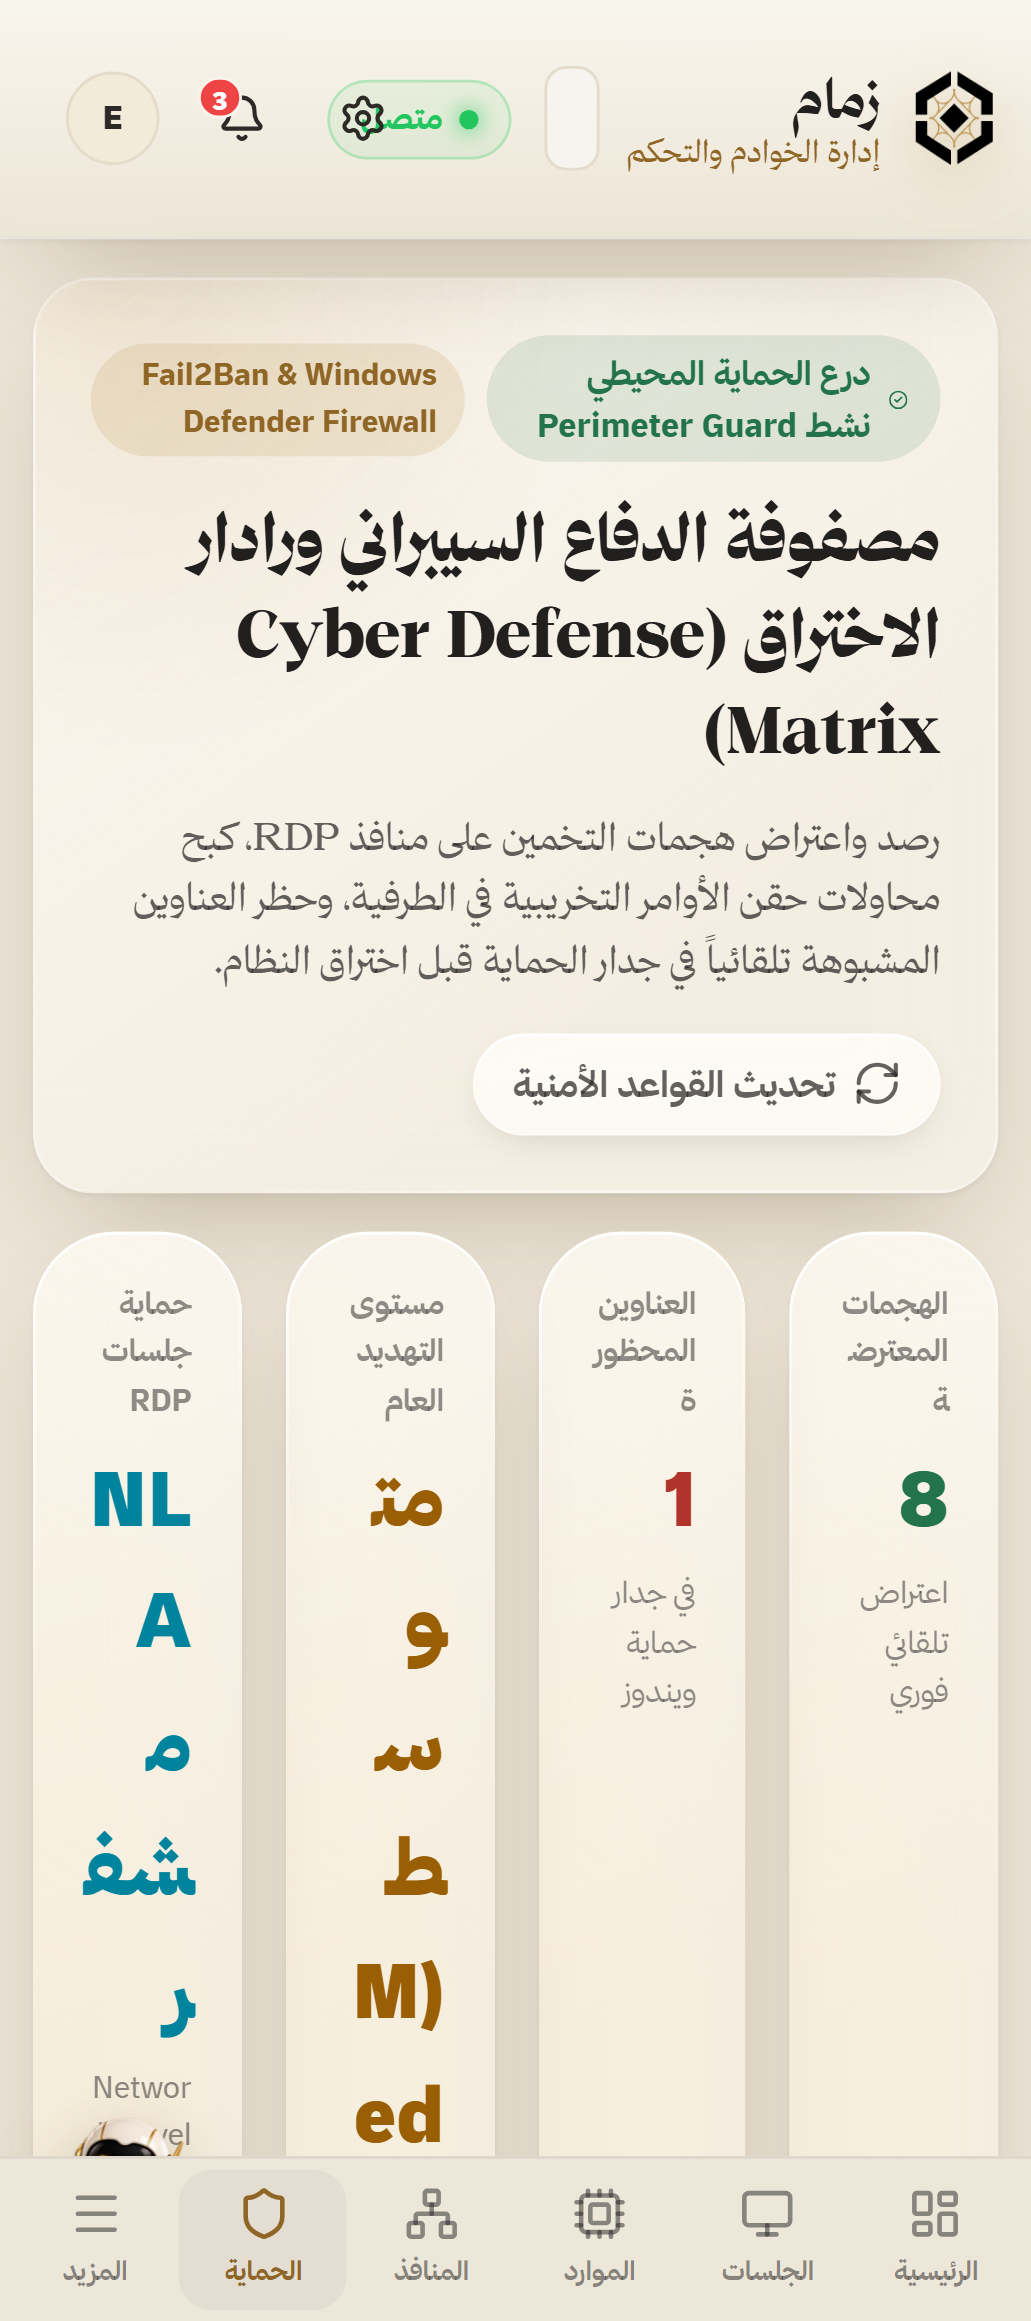 زمام
إدارة الخوادم والتحكم
متصل
3
E
درع الحماية المحيطي
نشط Perimeter Guard
Fail2Ban & Windows
Defender Firewall
مصفوفة الدفاع السيبراني ورادار
الاختراق (Cyber Defense
Matrix)
رصد واعتراض هجمات التخمين على منافذ RDP، كبح
محاولات حقن الأوامر التخريبية في الطرفية، وحظر العناوين
المشبوهة تلقائياً في جدار الحماية قبل اختراق النظام.
تحديث القواعد الأمنية
الهجمات
المعترض
ة
8
اعتراض
تلقائي
فوري
العناوين
المحظور
ة
1
في جدار
حماية
ويندوز
مستوى
التهديد
العام
مت
و
س
ط
(M
ed
حماية
جلسات
RDP
NL
A
م
شف
ر
Networ
vel
الرئيسية
الجلسات
الموارد
المنافذ
الحماية
المزيد